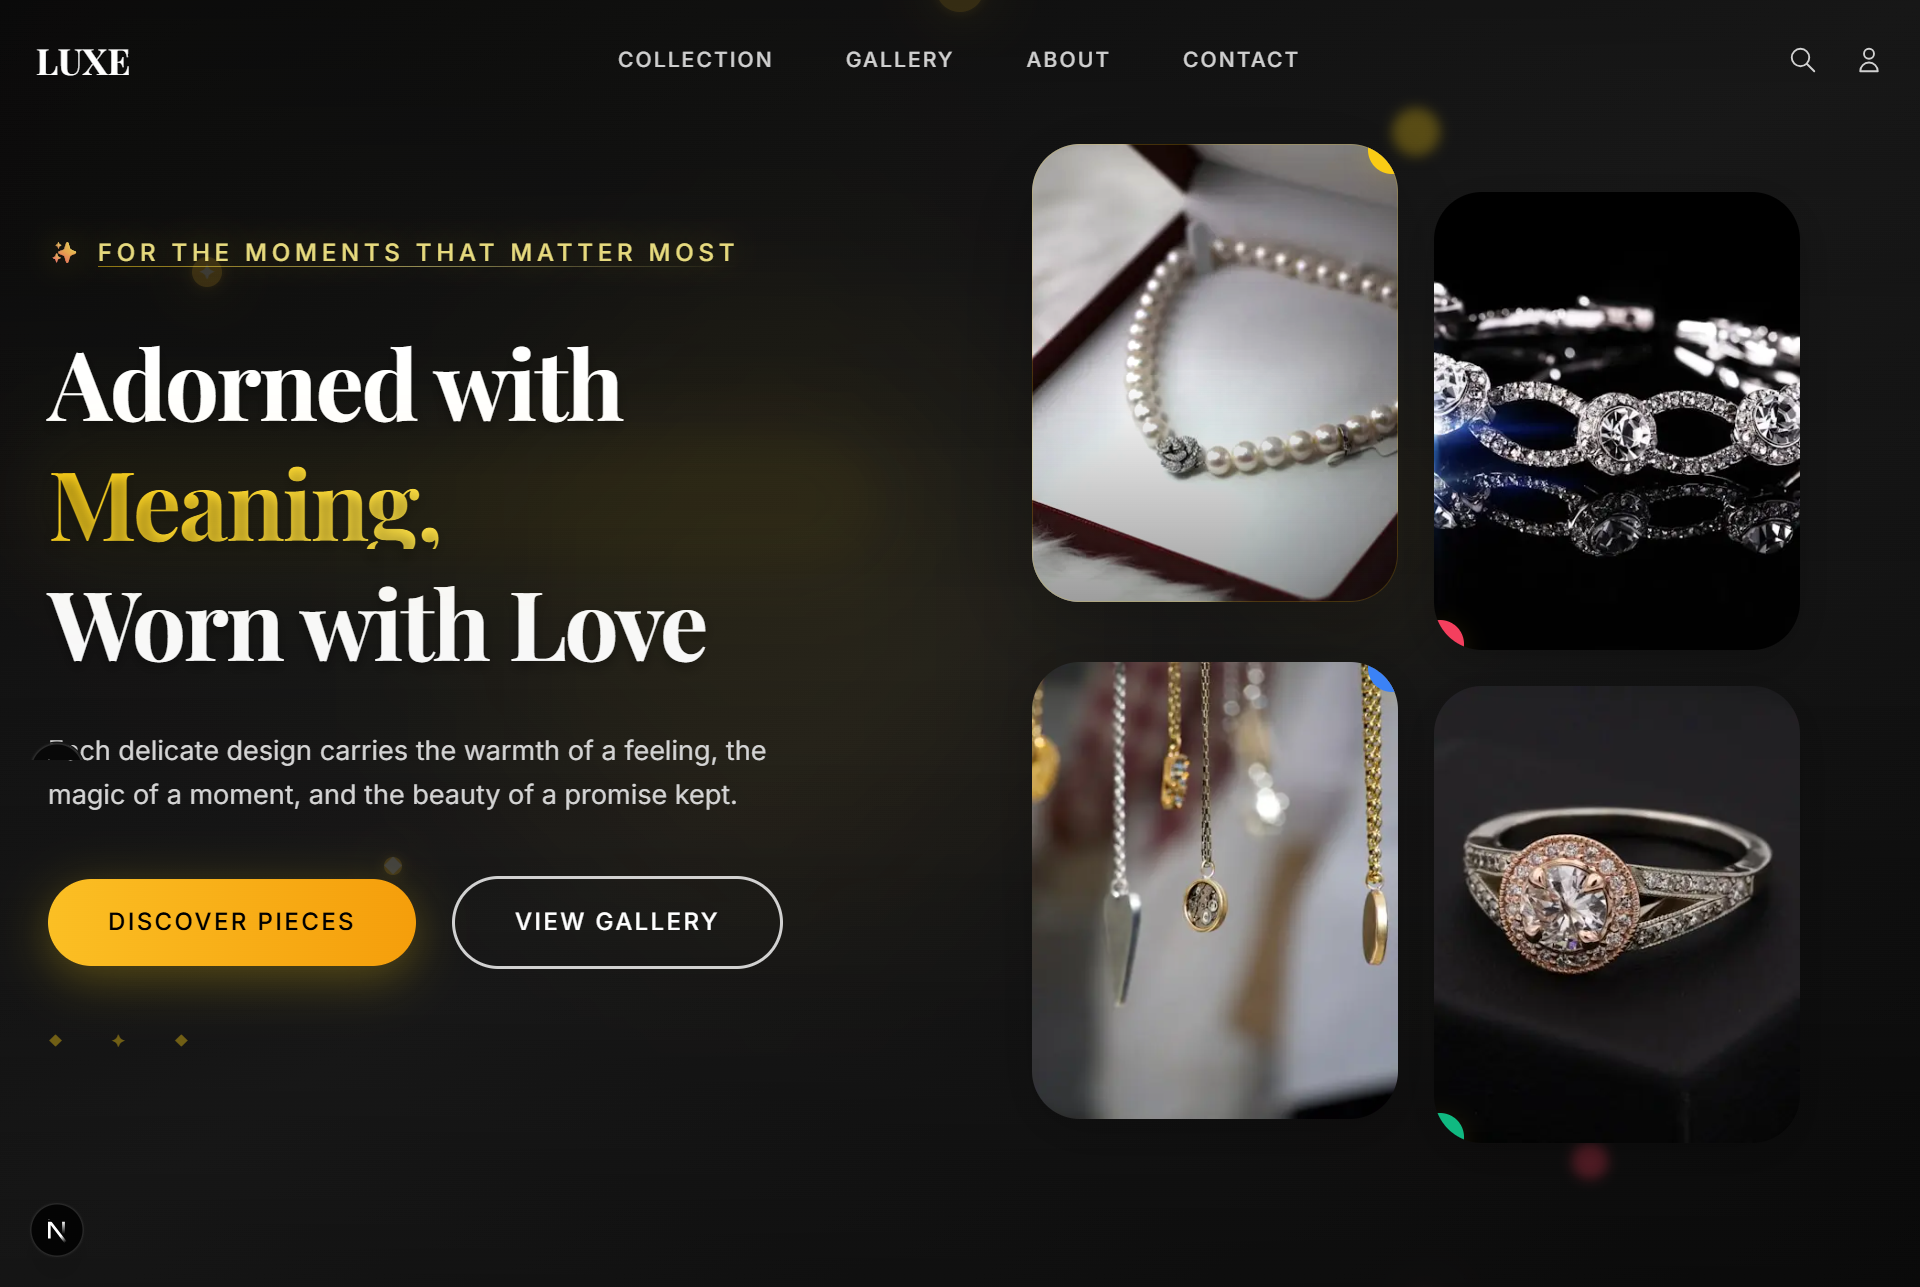 LUXE
COLLECTION
GALLERY
ABOUT
CONTACT
FOR THE MOMENTS THAT MATTER MOST
Adorned with
Meaning,
Worn with Love
Each delicate design carries the warmth of a feeling, the
magic of a moment, and the beauty of a promise kept.
DISCOVER PIECES
VIEW GALLERY
N